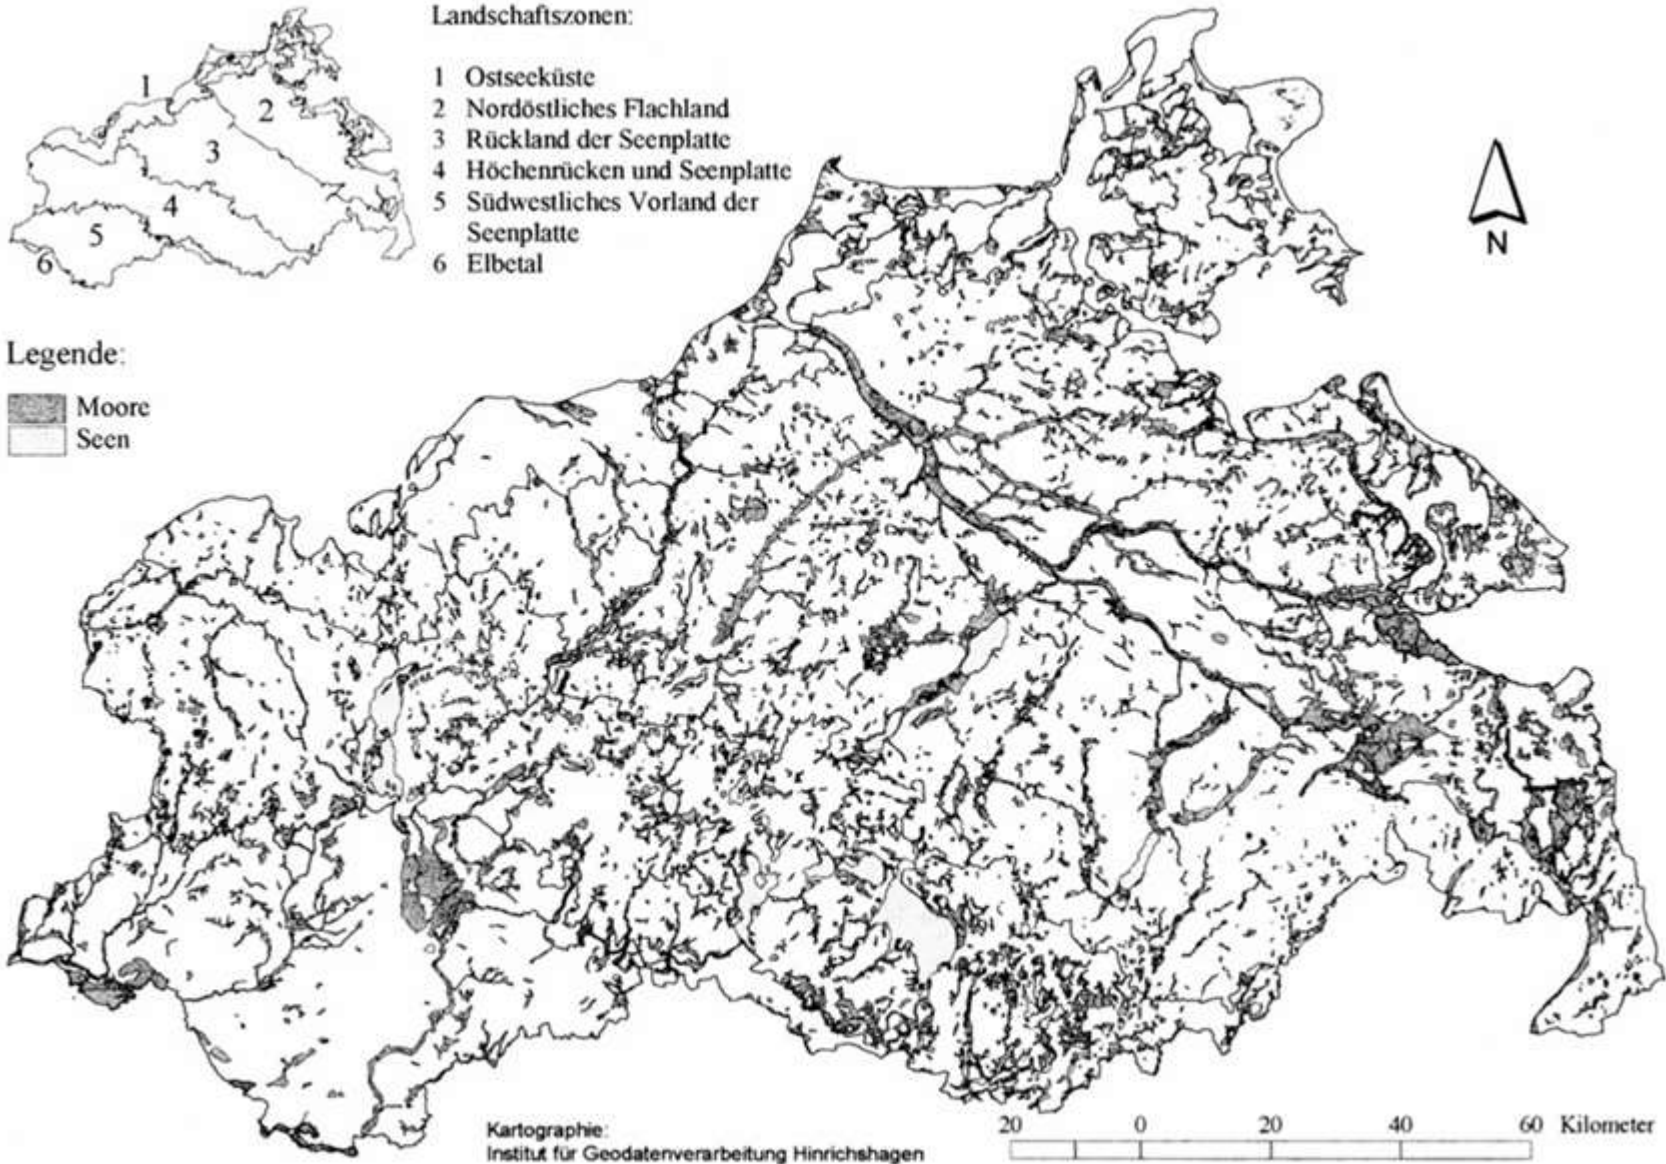 Landschaftszonen:
1 Ostseeküste
2 Nordöstliches Flachland
3 Rückland der Seenplatte
4 Höchenrücken und Seenplatte
5 Südwestliches Vorland der
Seenplatte
6 Elbetal
1
2
3
4
5
6
Legende:
Moore
Seen
N
Kartographie:
Institut für Geodatenverarbeitung Hinrichshagen
20 0 20 40 60 Kilometer